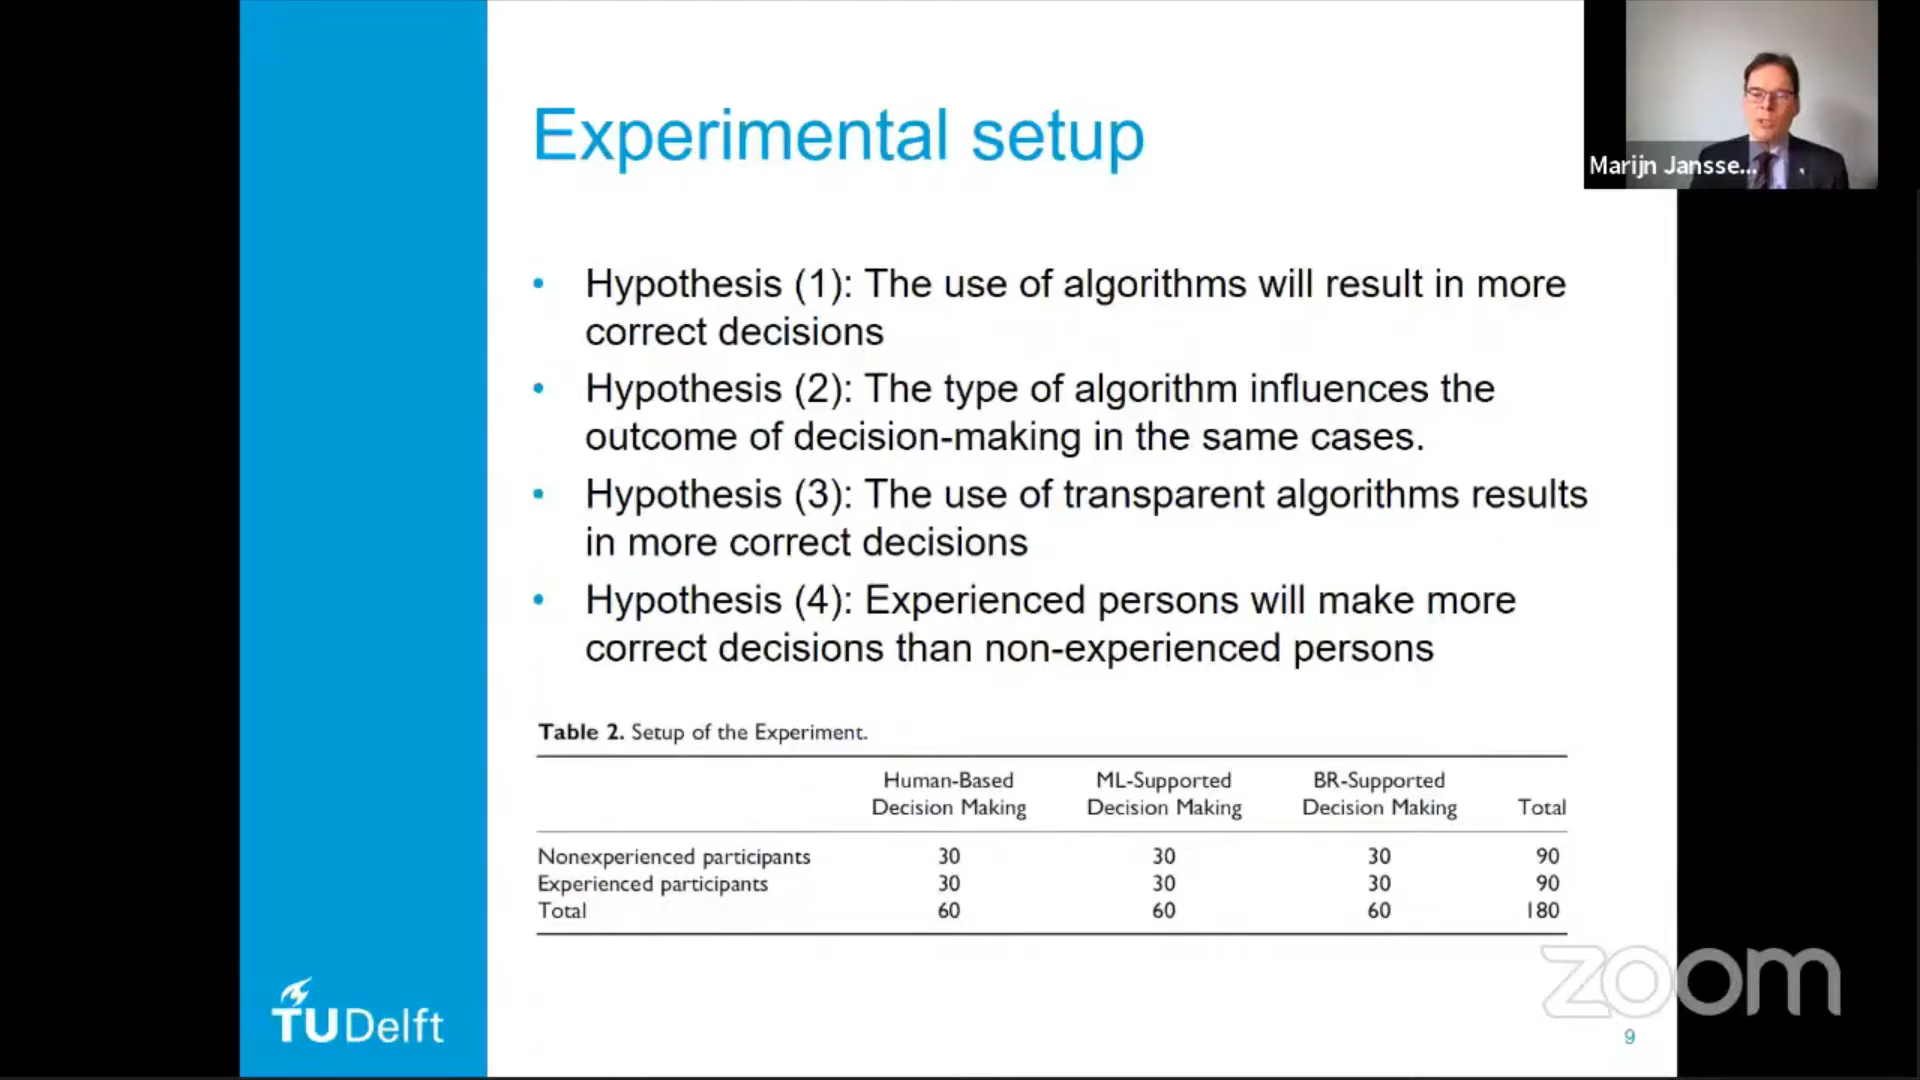 Experimental setup
Marijn Jansse...
• Hypothesis (1): The use of algorithms will result in more
correct decisions
• Hypothesis (2): The type of algorithm influences the
outcome of decision-making in the same cases.
• Hypothesis (3): The use of transparent algorithms results
in more correct decisions
• Hypothesis (4): Experienced persons will make more
correct decisions than non-experienced persons
Table 2. Setup of the Experiment.
Human-Based ML-Supported BR-Supported
Decision Making Decision Making Decision Making Total
Nonexperienced participants 30 30 30 90
Experienced participants 30 30 30 90
Total 60 60 60 180
zoom
TUDelft
9